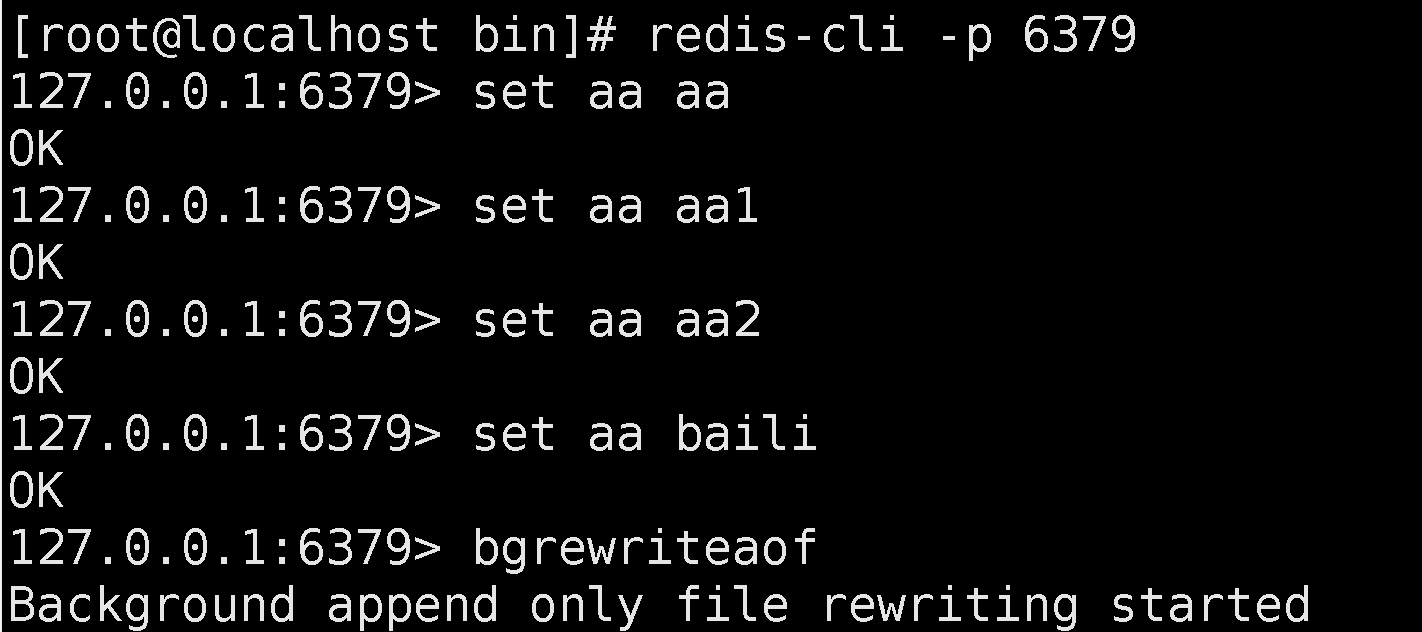 [root@localhost bin]# redis-cli -p 6379
127.0.0.1:6379> set aa aa
OK
127.0.0.1:6379> set aa aa1
OK
127.0.0.1:6379> set aa aa2
OK
127.0.0.1:6379> set aa baili
OK
127.0.0.1:6379> bgrewriteaof
Background append only file rewriting started